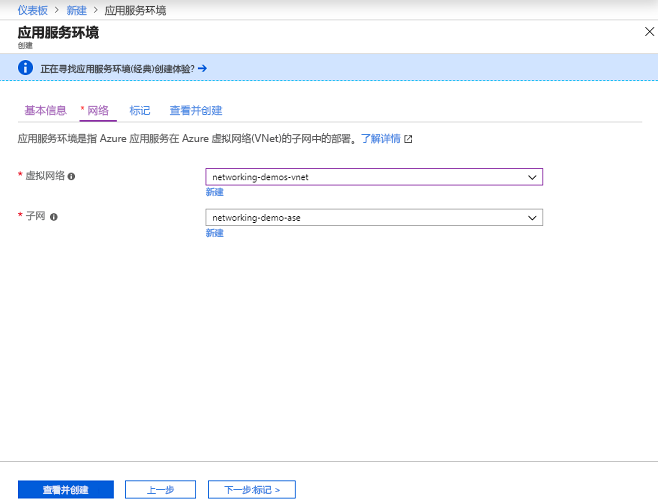 仪表板 > 新建 > 应用服务环境
应用服务环境
创建
正在寻找应用服务环境(经典)创建体验? →
基本信息 * 网络 标记 查看并创建
应用服务环境是指 Azure 应用服务在 Azure 虚拟网络(VNet)的子网中的部署。了解详情
* 虚拟网络 networking-demos-vnet
新建
* 子网 networking-demo-ase
新建
查看并创建 上一步 下一步:标记 >